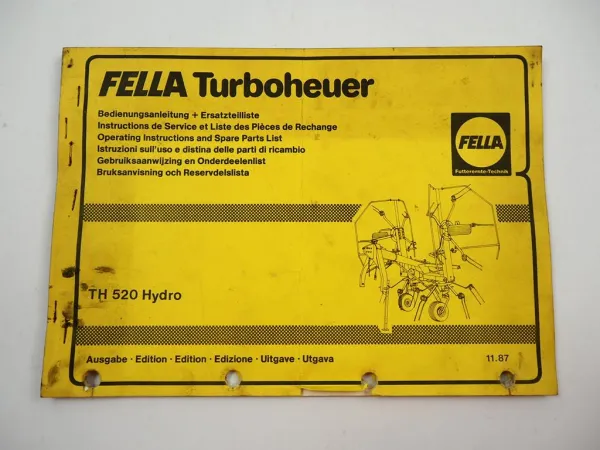 FELLA Turboheuer
Bedienungsanleitung + Ersatzteilliste
Instructions de Service et Liste des Pièces de Rechange
Operating Instructions and Spare Parts List
Istruzioni sull'uso e distina delle parti di ricambio
Gebruiksaanwijzing en Onderdeelenlist
Bruksanvisning och Reservdelslista
FELLA
Futterernte-Technik
TH 520 Hydro
Ausgabe · Edition · Edition · Edizione · Uitgave · Utgava
11.87